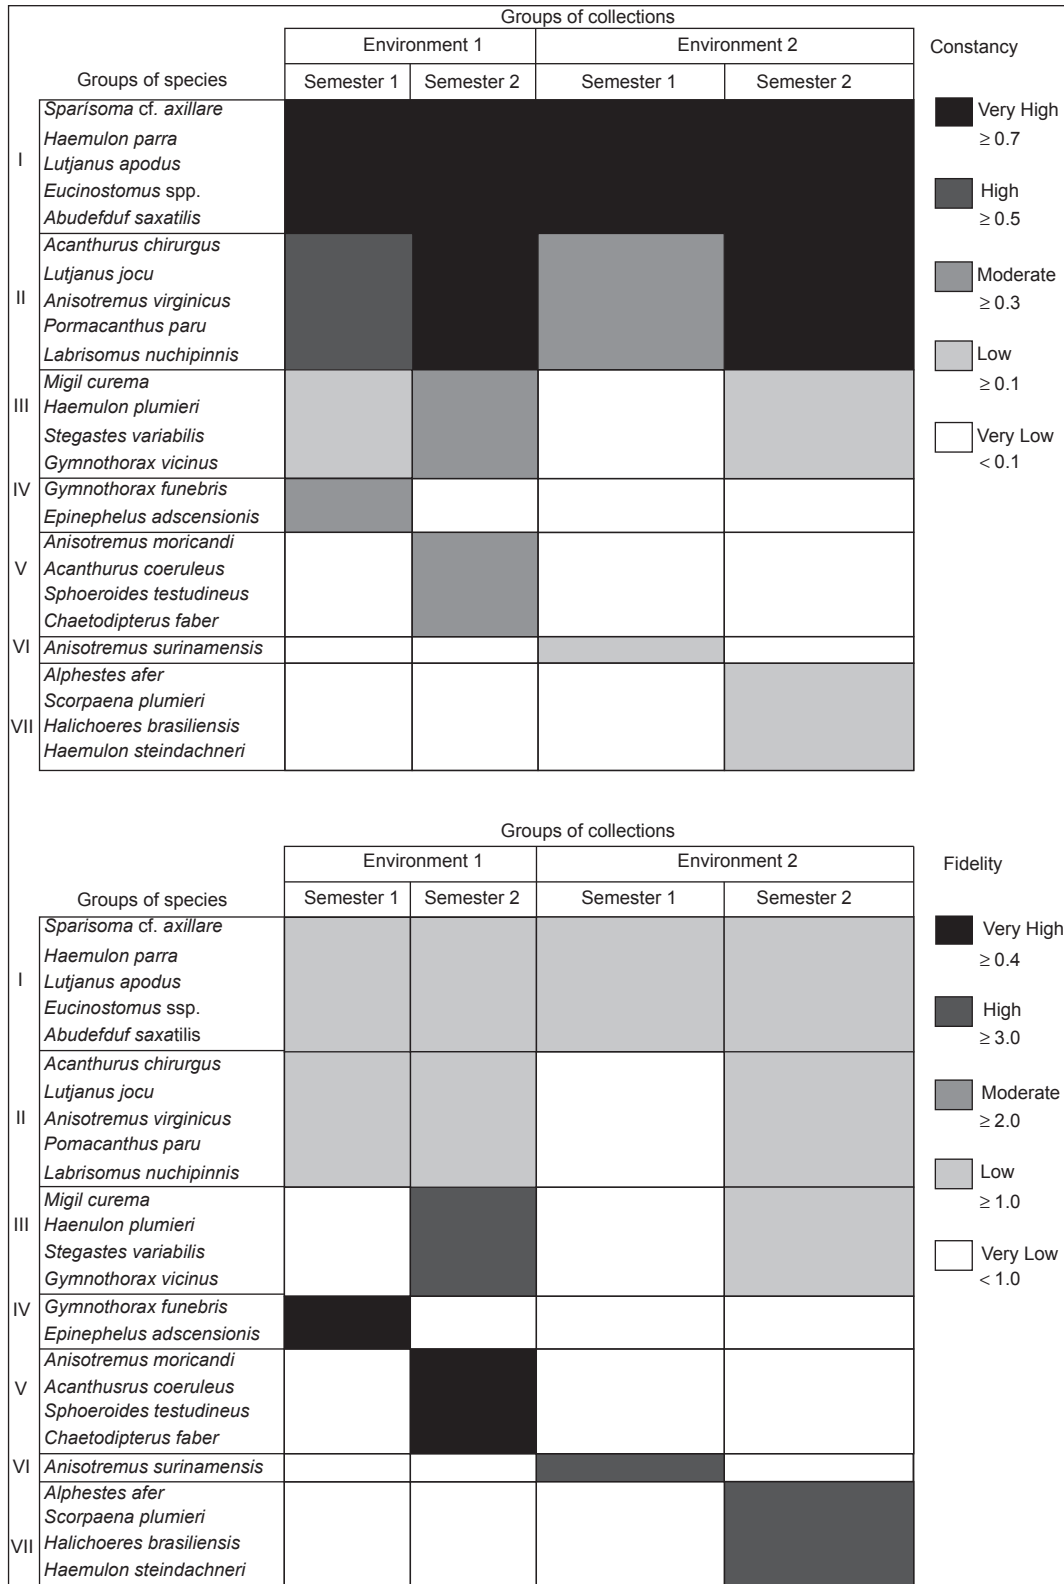 Groups of collections
Environment 1 Environment 2 Constancy
Groups of species Semester 1 Semester 2 Semester 1 Semester 2
Sparísoma cf. axillare
Haemulon parra
I Lutjanus apodus
Eucinostomus spp.
Abudefduf saxatilis
Acanthurus chirurgus
Lutjanus jocu
II Anisotremus virginicus
Pormacanthus paru
Labrisomus nuchipinnis
Migil curema
III Haemulon plumieri
Stegastes variabilis
Gymnothorax vicinus
IV Gymnothorax funebris
Epinephelus adscensionis
Anisotremus moricandi
V Acanthurus coeruleus
Sphoeroides testudineus
Chaetodipterus faber
VI Anisotremus surinamensis
Alphestes afer
Scorpaena plumieri
VII Halichoeres brasiliensis
Haemulon steindachneri
Very High
≥ 0.7
High
≥ 0.5
Moderate
≥ 0.3
Low
≥ 0.1
Very Low
< 0.1
Groups of collections
Environment 1 Environment 2 Fidelity
Groups of species Semester 1 Semester 2 Semester 1 Semester 2
Sparisoma cf. axillare
Haemulon parra
I Lutjanus apodus
Eucinostomus ssp.
Abudefduf saxatilis
Acanthurus chirurgus
Lutjanus jocu
II Anisotremus virginicus
Pomacanthus paru
Labrisomus nuchipinnis
Migil curema
III Haenulon plumieri
Stegastes variabilis
Gymnothorax vicinus
IV Gymnothorax funebris
Epinephelus adscensionis
Anisotremus moricandi
V Acanthusrus coeruleus
Sphoeroides testudineus
Chaetodipterus faber
VI Anisotremus surinamensis
Alphestes afer
Scorpaena plumieri
VII Halichoeres brasiliensis
Haemulon steindachneri
Very High
≥ 0.4
High
≥ 3.0
Moderate
≥ 2.0
Low
≥ 1.0
Very Low
< 1.0